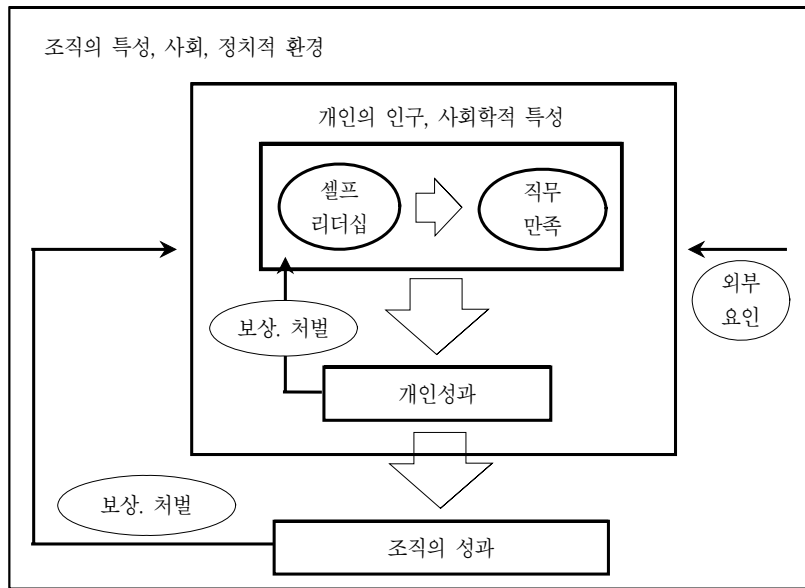 조직의 특성, 사회, 정치적 환경
개인의 인구, 사회학적 특성
셀프
리더십
직무
만족
외부
요인
보상. 처벌
개인성과
보상. 처벌
조직의 성과